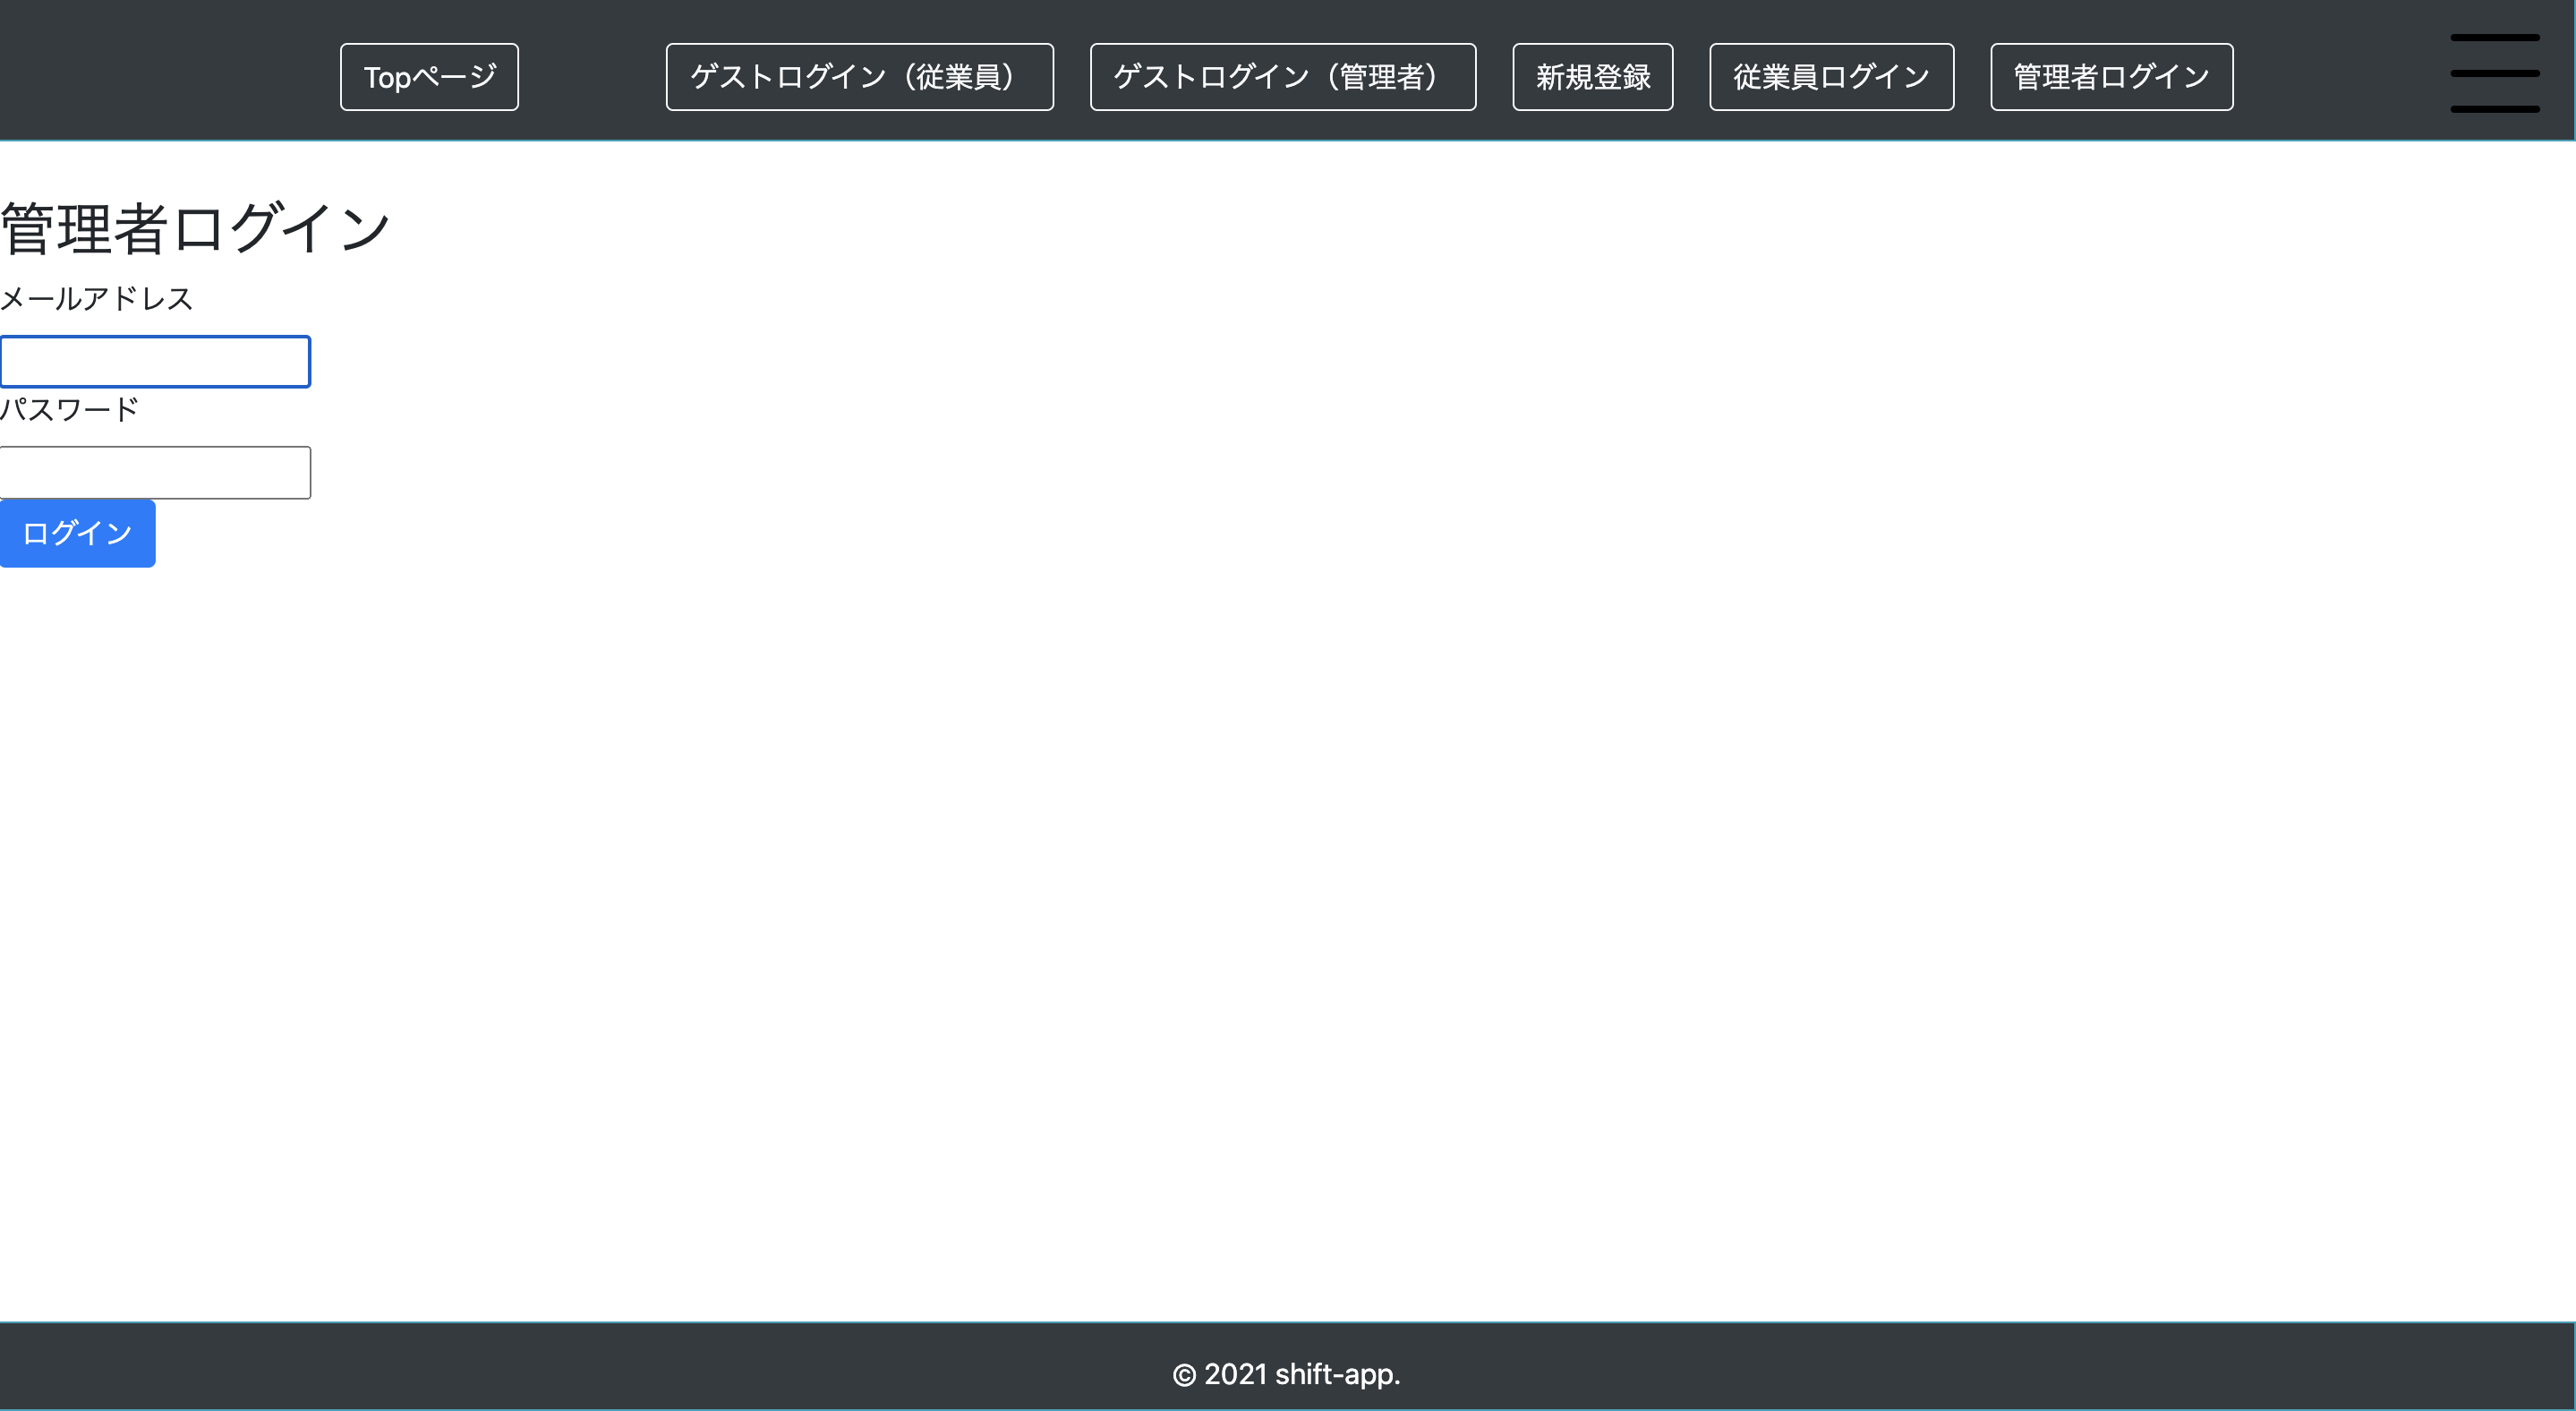 Topページ ゲストログイン（従業員） ゲストログイン（管理者） 新規登録 従業員ログイン 管理者ログイン
管理者ログイン
メールアドレス
パスワード
ログイン
© 2021 shift-app.